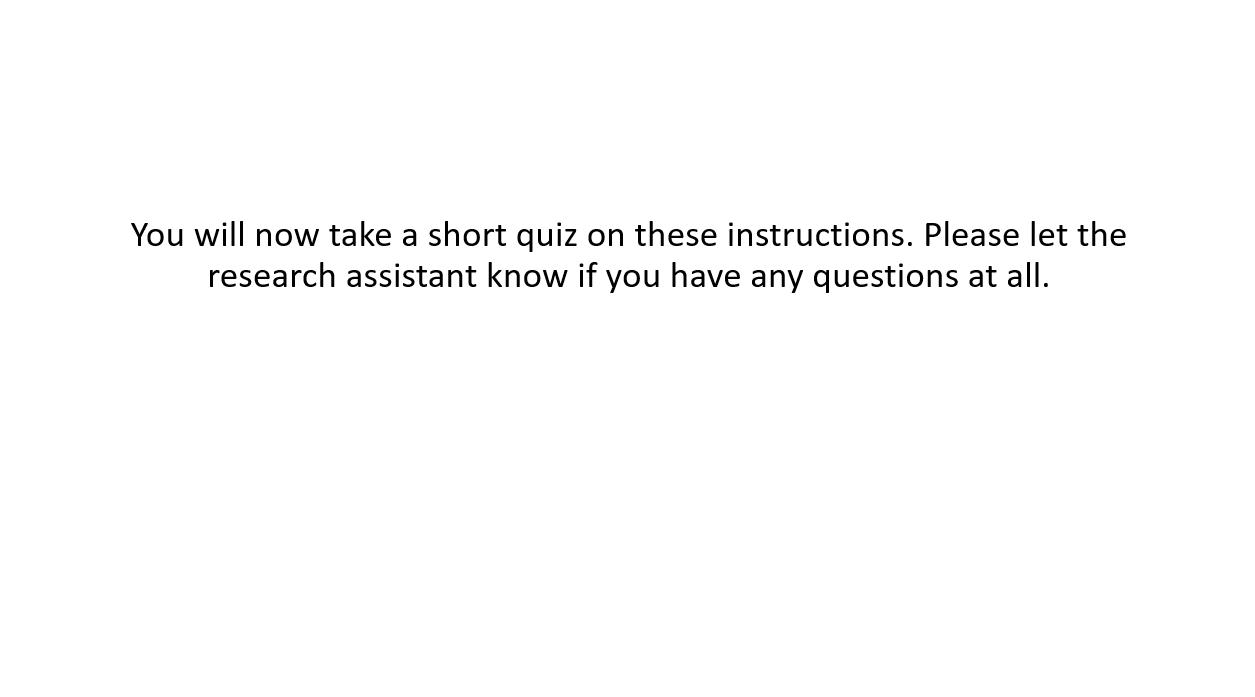 You will now take a short quiz on these instructions. Please let the
research assistant know if you have any questions at all.